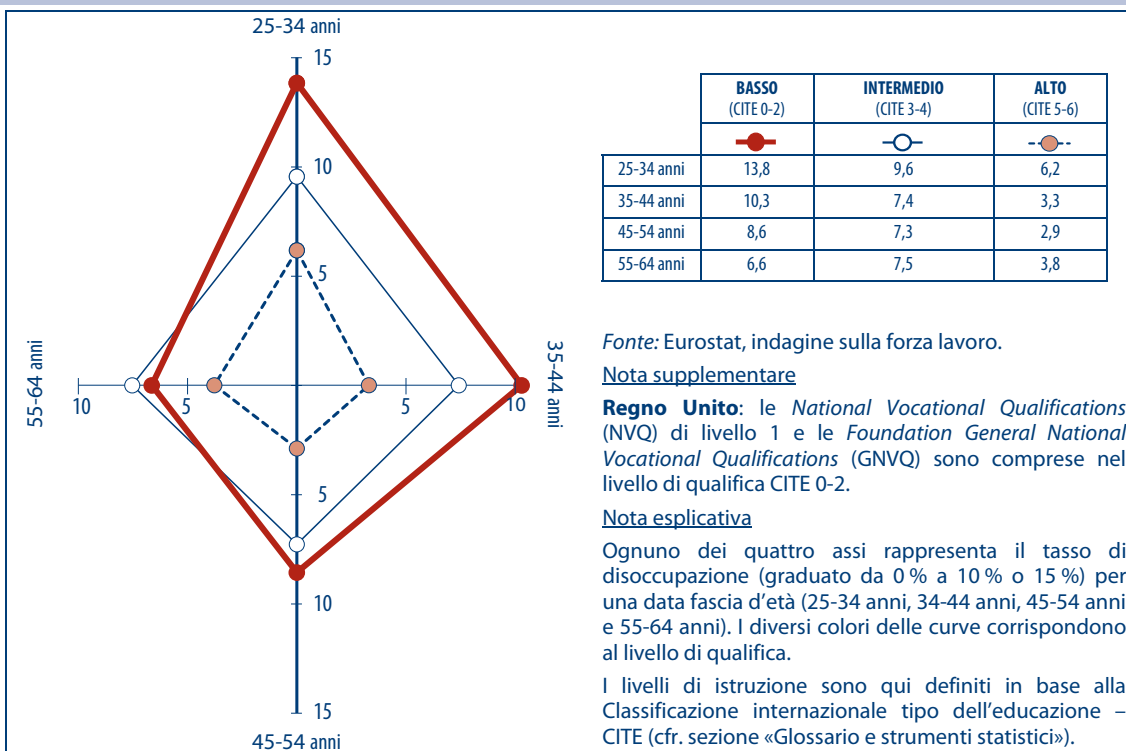 25-34 anni
15
10
5
55-64 anni
10
5
5
10
35-44 anni
5
10
15
45-54 anni
BASSO
(CITE 0-2)
INTERMEDIO
(CITE 3-4)
ALTO
(CITE 5-6)
25-34 anni 13,8 9,6 6,2
35-44 anni 10,3 7,4 3,3
45-54 anni 8,6 7,3 2,9
55-64 anni 6,6 7,5 3,8
Fonte: Eurostat, indagine sulla forza lavoro.
Nota supplementare
Regno Unito: le National Vocational Qualifications
(NVQ) di livello 1 e le Foundation General National
Vocational Qualifications (GNVQ) sono comprese nel
livello di qualifica CITE 0-2.
Nota esplicativa
Ognuno dei quattro assi rappresenta il tasso di
disoccupazione (graduato da 0 % a 10 % o 15 %) per
una data fascia d'età (25-34 anni, 34-44 anni, 45-54 anni
e 55-64 anni). I diversi colori delle curve corrispondono
al livello di qualifica.
I livelli di istruzione sono qui definiti in base alla
Classificazione internazionale tipo dell'educazione –
CITE (cfr. sezione «Glossario e strumenti statistici»).